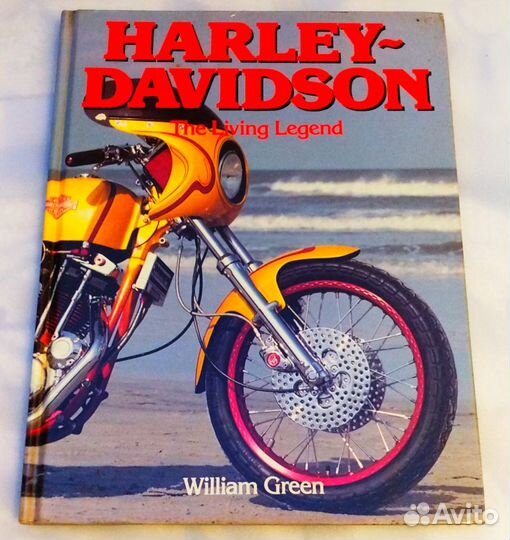 HARLEY~
DAVIDSON
The Living Legend
William Green
Avito